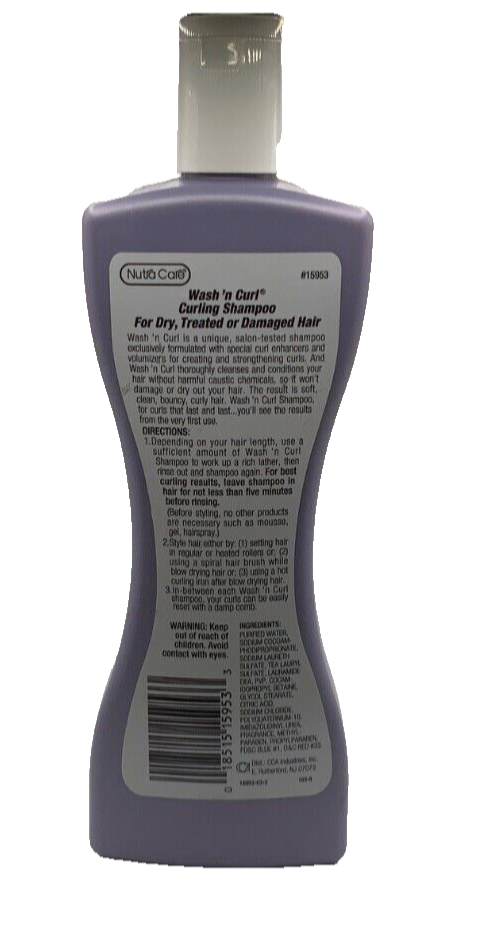 Nutra Care® #15953
Wash 'n Curl®
Curling Shampoo
For Dry, Treated or Damaged Hair
Wash 'n Curl is a unique, salon-tested shampoo
exclusively formulated with special curl enhancers and
volumizers for creating and strengthening curls. And
Wash 'n Curl thoroughly cleanses and conditions your
hair without harmful caustic chemicals, so it won't
damage or dry out your hair. The result is soft,
clean, bouncy, curly hair. Wash 'n Curl Shampoo,
for curls that last and last...you'll see the results
from the very first use.
DIRECTIONS:
1.Depending on your hair length, use a
sufficient amount of Wash 'n Curl
Shampoo to work up a rich lather, then
rinse out and shampoo again. For best
curling results, leave shampoo in
hair for not less than five minutes
before rinsing.
(Before styling, no other products
are necessary such as mousse,
gel, hairspray.)
2.Style hair either by: (1) setting hair
in regular or heated rollers or; (2)
using a spiral hair brush while
blow drying hair or; (3) using a hot
curling iron after blow drying hair.
3.In-between each Wash 'n Curl
shampoo, your curls can be easily
reset with a damp comb.
WARNING: Keep
out of reach of
children. Avoid
contact with eyes.
INGREDIENTS:
PURIFIED WATER,
SODIUM COCOAM-
PHODIPROPIONATE,
SODIUM LAURETH
SULFATE, TEA LAURYL
SULFATE, LAURAMIDE
DEA, PVP, COCAM-
IDOPROPYL BETAINE,
GLYCOL STEARATE,
CITRIC ACID,
SODIUM CHLORIDE,
POLYQUATERNIUM-10,
IMIDAZOLIDINYL UREA,
FRAGRANCE, METHYL-
PARABEN, PROPYLPARABEN,
FD&C BLUE #1, D&C RED #33.
Dist.: CCA Industries, Inc.
E. Rutherford, NJ 07073
0 18515 15953 3